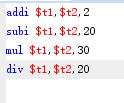 addi $t1,$t2,2
subi $t1,$t2,20
mul $t1,$t2,30
div $t1,$t2,20